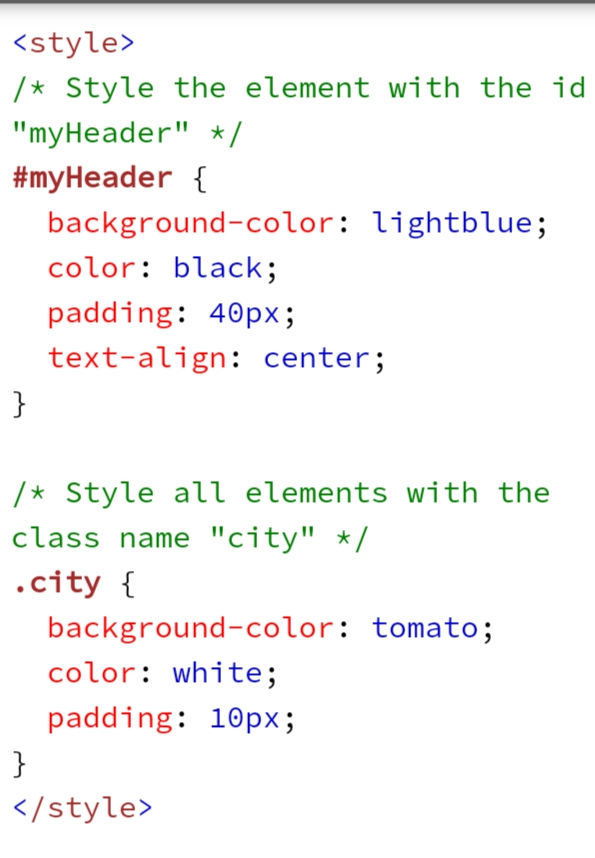 <style>
/* Style the element with the id
"myHeader" */
#myHeader {
  background-color: lightblue;
  color: black;
  padding: 40px;
  text-align: center;
}

/* Style all elements with the
class name "city" */
.city {
  background-color: tomato;
  color: white;
  padding: 10px;
}
</style>